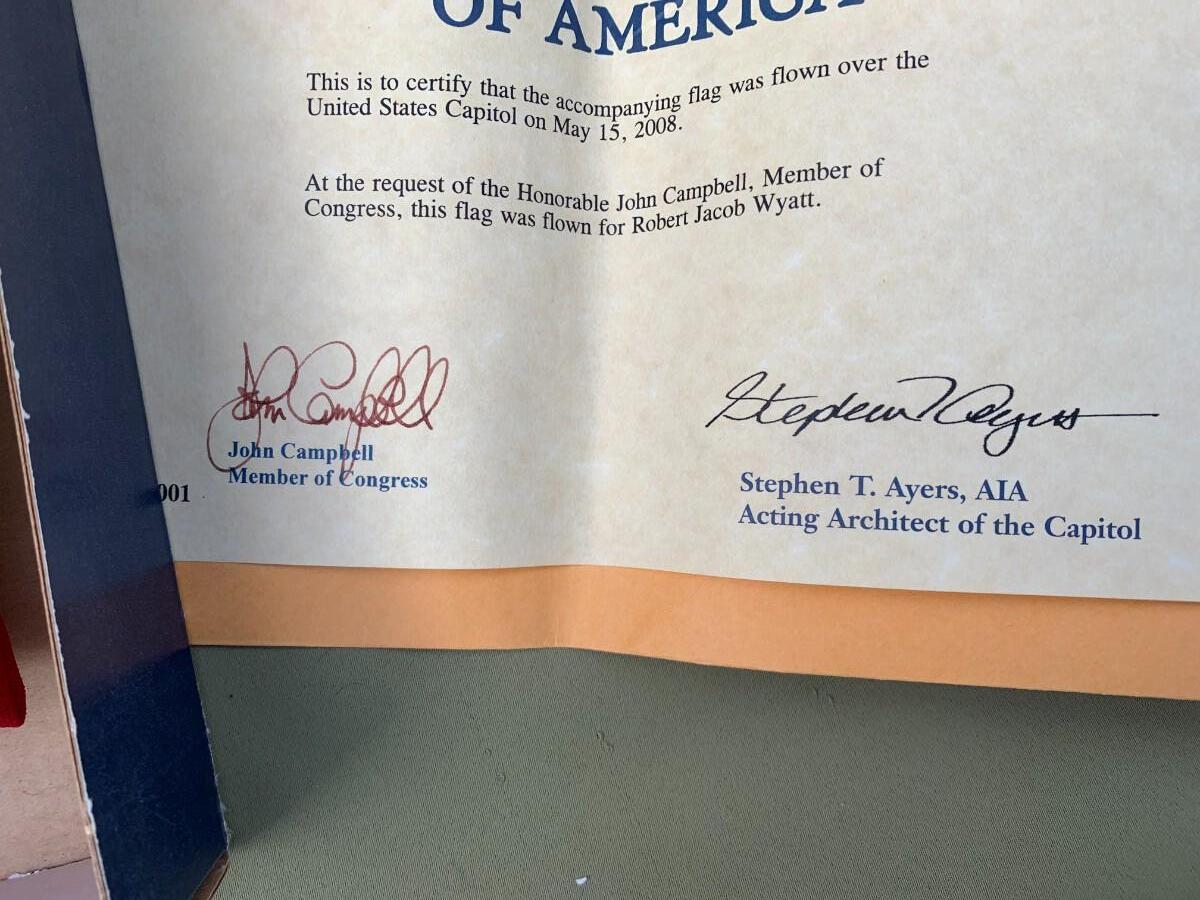 OF AMERICA
This is to certify that the accompanying flag was flown over the
United States Capitol on May 15, 2008.
At the request of the Honorable John Campbell, Member of
Congress, this flag was flown for Robert Jacob Wyatt.
John Campbell
John Campbell
Member of Congress
001
Stephen T. Ayers
Stephen T. Ayers, AIA
Acting Architect of the Capitol